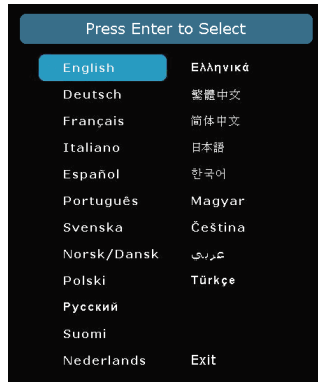 Press Enter to Select
English
Deutsch
Français
Italiano
Español
Português
Svenska
Norsk/Dansk
Polski
Русский
Suomi
Nederlands
Ελληνικά
繁體中文
简体中文
日本語
한국어
Magyar
Čeština
عربي
Türkçe
Exit